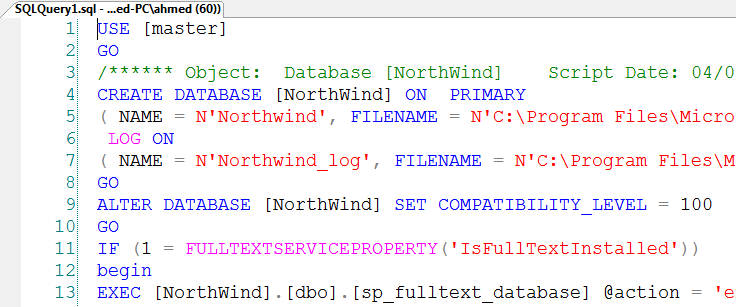 SQLQuery1.sql - ...ed-PC\ahmed (60))
1 USE [master]
2 GO
3 /****** Object:  Database [NorthWind]    Script Date: 04/0
4 CREATE DATABASE [NorthWind] ON  PRIMARY
5 ( NAME = N'Northwind', FILENAME = N'C:\Program Files\Micro
6  LOG ON
7 ( NAME = N'Northwind_log', FILENAME = N'C:\Program Files\M
8 GO
9 ALTER DATABASE [NorthWind] SET COMPATIBILITY_LEVEL = 100
10 GO
11 IF (1 = FULLTEXTSERVICEPROPERTY('IsFullTextInstalled'))
12 begin
13 EXEC [NorthWind].[dbo].[sp_fulltext_database] @action = 'e